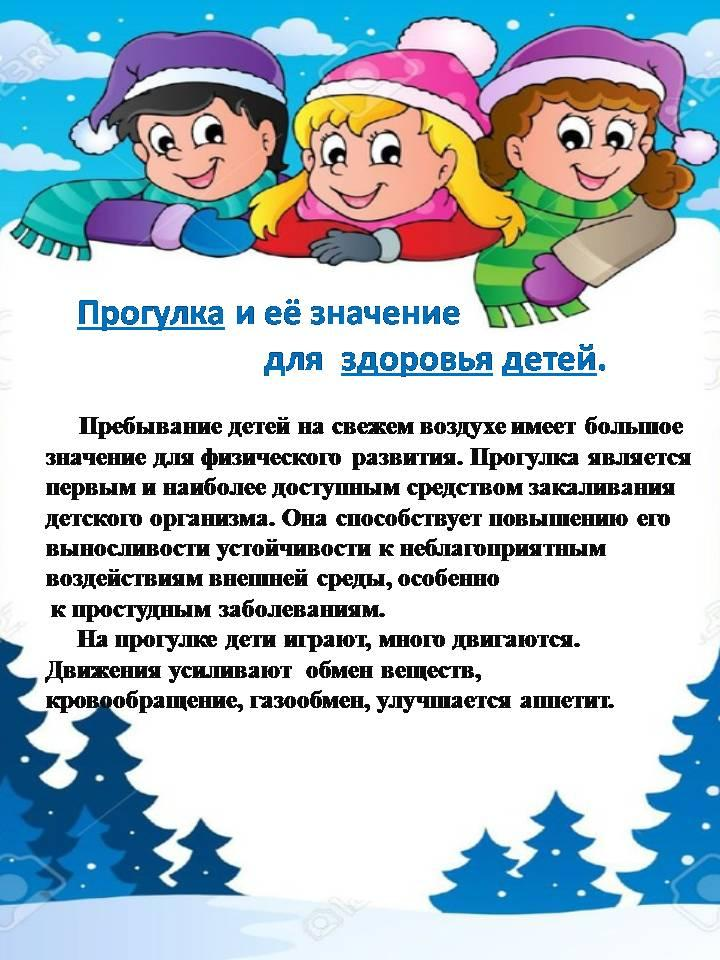 Прогулка и её значение
для здоровья детей.
Пребывание детей на свежем воздухе имеет большое
значение для физического развития. Прогулка является
первым и наиболее доступным средством закаливания
детского организма. Она способствует повышению его
выносливости устойчивости к неблагоприятным
воздействиям внешней среды, особенно
к простудным заболеваниям.
На прогулке дети играют, много двигаются.
Движения усиливают обмен веществ,
кровообращение, газообмен, улучшается аппетит.